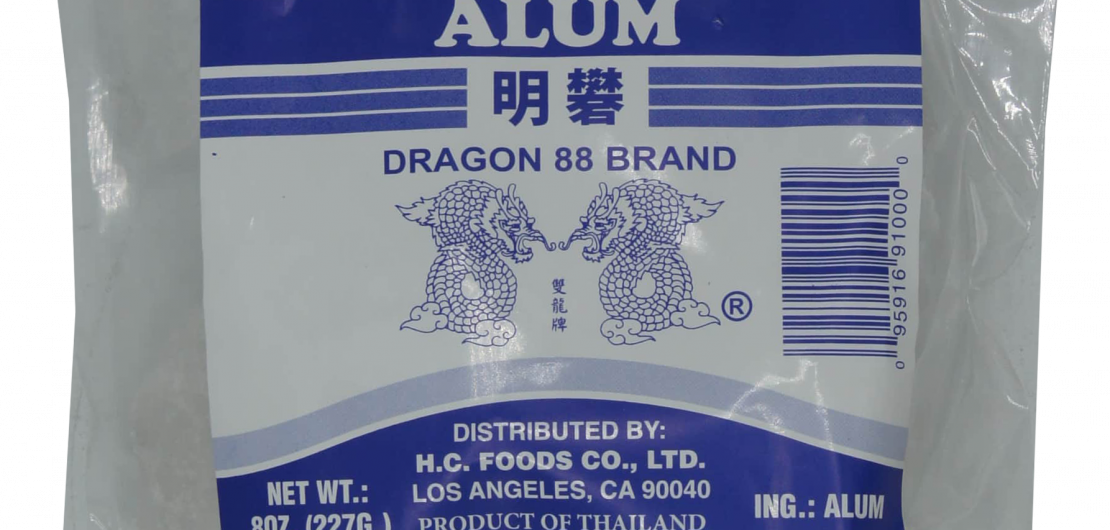 ALUM
明礬
DRAGON 88 BRAND
雙龍牌
®
0 95916 91000 0
DISTRIBUTED BY:
H.C. FOODS CO., LTD.
LOS ANGELES, CA 90040
PRODUCT OF THAILAND
NET WT.:
8OZ. (227G.)
ING.: ALUM